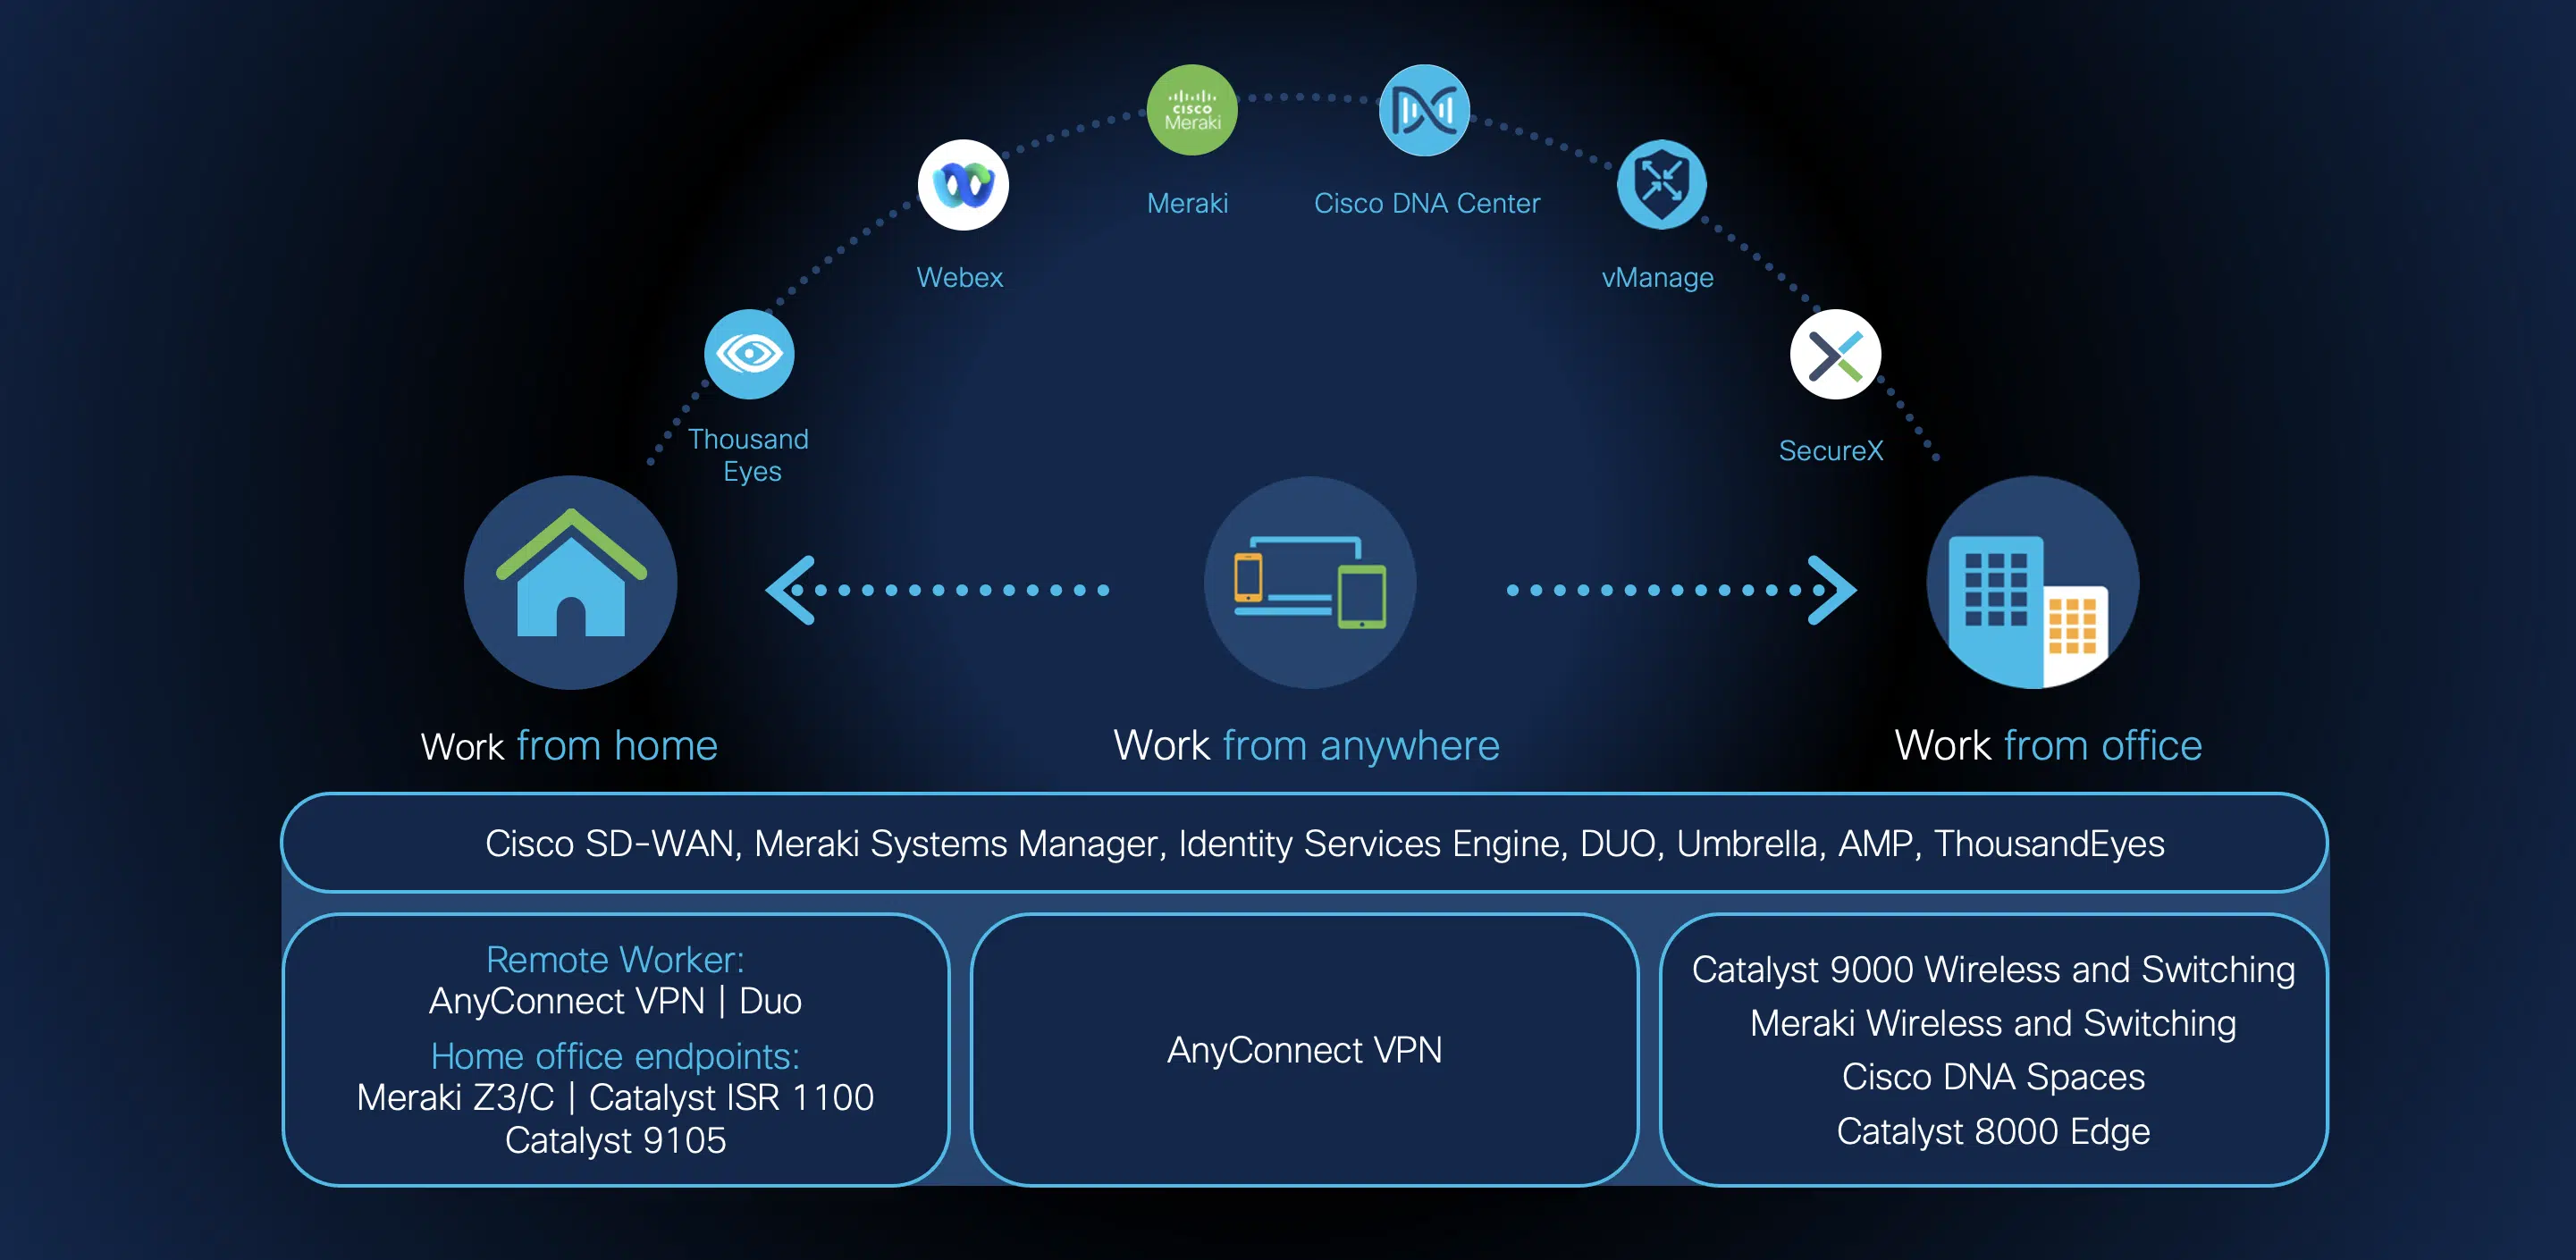 CISCO
Meraki
Meraki
Cisco DNA Center
Webex
vManage
Thousand
Eyes
SecureX
Work from home
Work from anywhere
Work from office
Cisco SD-WAN, Meraki Systems Manager, Identity Services Engine, DUO, Umbrella, AMP, ThousandEyes
Remote Worker:
AnyConnect VPN | Duo
Home office endpoints:
Meraki Z3/C | Catalyst ISR 1100
Catalyst 9105
AnyConnect VPN
Catalyst 9000 Wireless and Switching
Meraki Wireless and Switching
Cisco DNA Spaces
Catalyst 8000 Edge